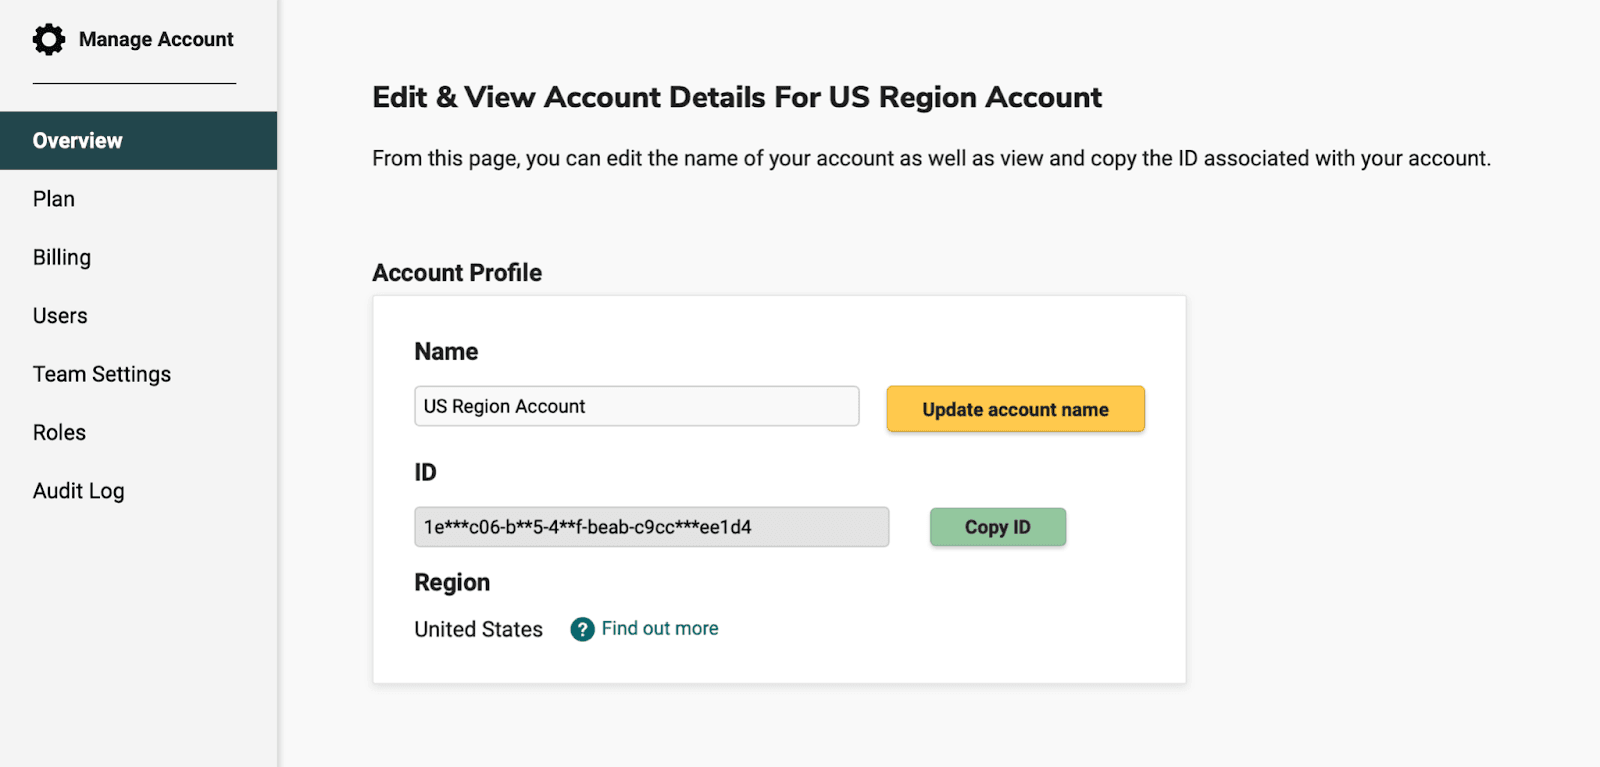 Manage Account
Overview
Plan
Billing
Users
Team Settings
Roles
Audit Log
Edit & View Account Details For US Region Account
From this page, you can edit the name of your account as well as view and copy the ID associated with your account.
Account Profile
Name
US Region Account
Update account name
ID
1e***c06-b**5-4**f-beab-c9cc***ee1d4
Copy ID
Region
United States
? Find out more